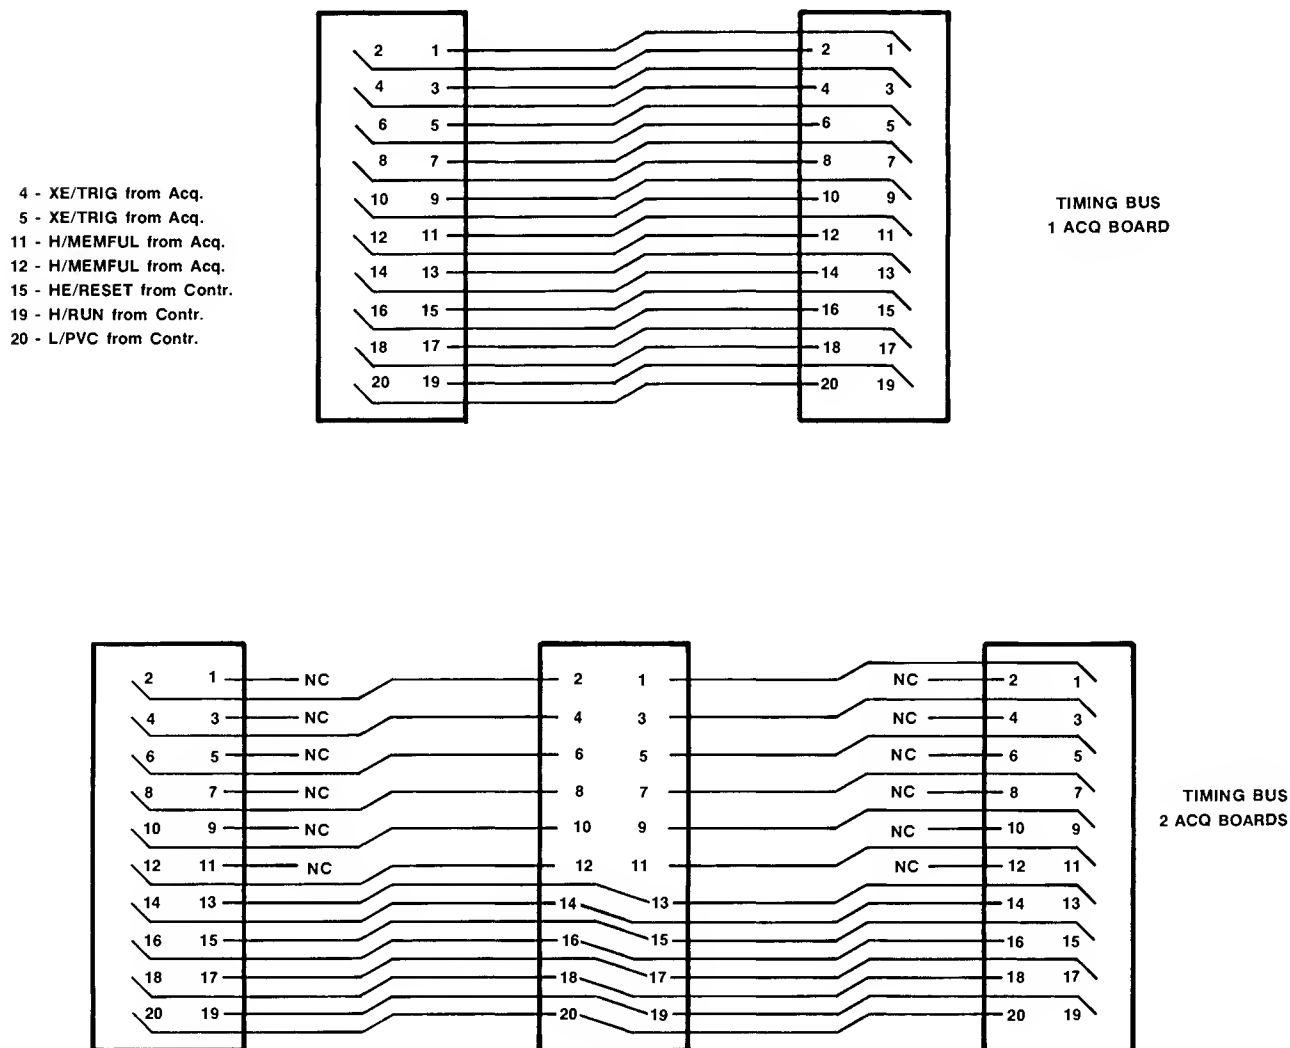 2 1 2 1
4 3 4 3
6 5 6 5
8 7 8 7
10 9 10 9
12 11 12 11
14 13 14 13
16 15 16 15
18 17 18 17
20 19 20 19
4 - XE/TRIG from Acq.
5 - XE/TRIG from Acq.
11 - H/MEMFUL from Acq.
12 - H/MEMFUL from Acq.
15 - HE/RESET from Contr.
19 - H/RUN from Contr.
20 - L/PVC from Contr.
TIMING BUS
1 ACQ BOARD
2 1 NC 2 1 NC 2 1
4 3 NC 4 3 NC 4 3
6 5 NC 6 5 NC 6 5
8 7 NC 8 7 NC 8 7
10 9 NC 10 9 NC 10 9
12 11 NC 12 11 NC 12 11
14 13 14 13 14 13
16 15 16 15 16 15
18 17 18 17 18 17
20 19 20 19 20 19
TIMING BUS
2 ACQ BOARDS